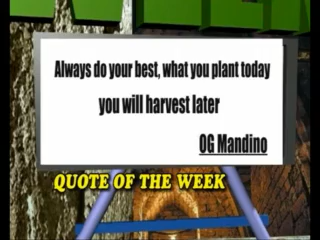 Always do your best, what you plant today
you will harvest later
OG Mandino
QUOTE OF THE WEEK